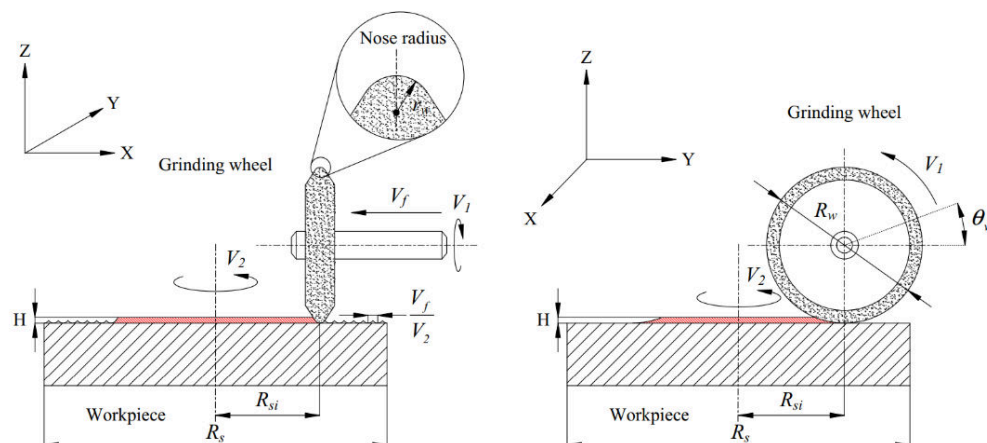 Nose radius
r_w
Z
Y
X
Grinding wheel
V_f
V_1
V_2
H
V_f
V_2
R_si
Workpiece
R_s
Z
Y
X
Grinding wheel
V_1
R_w
V_2
H
R_si
Workpiece
R_s